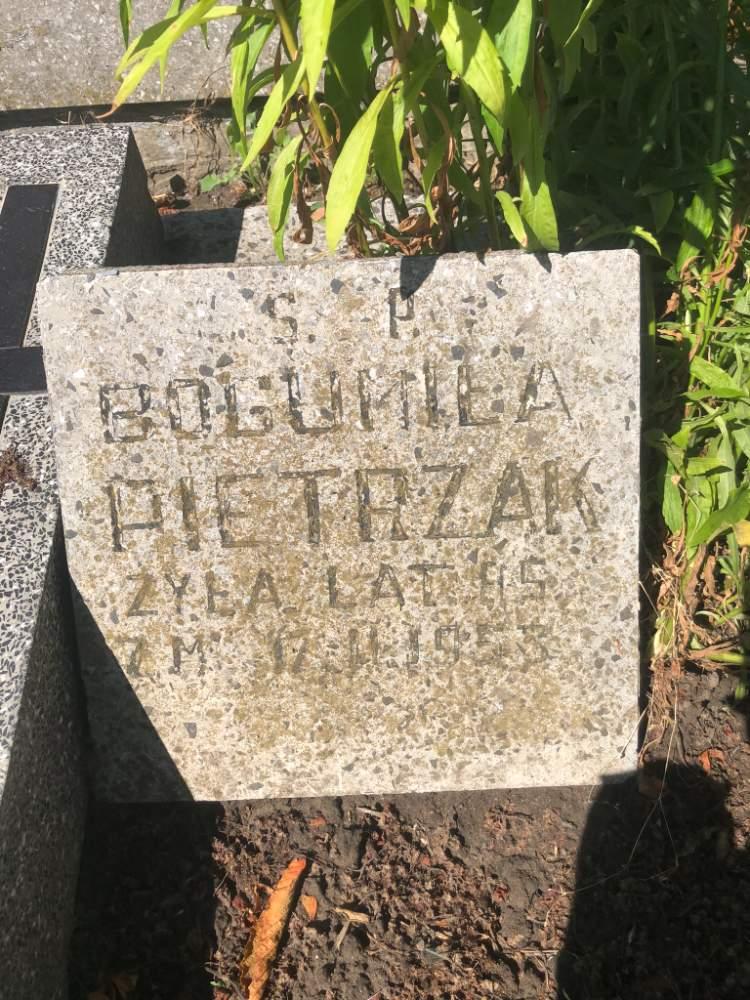 Ś. P.
BOGUMIŁA
PIETRZAK
ŻYŁA LAT 45
ZM 17.II.1953